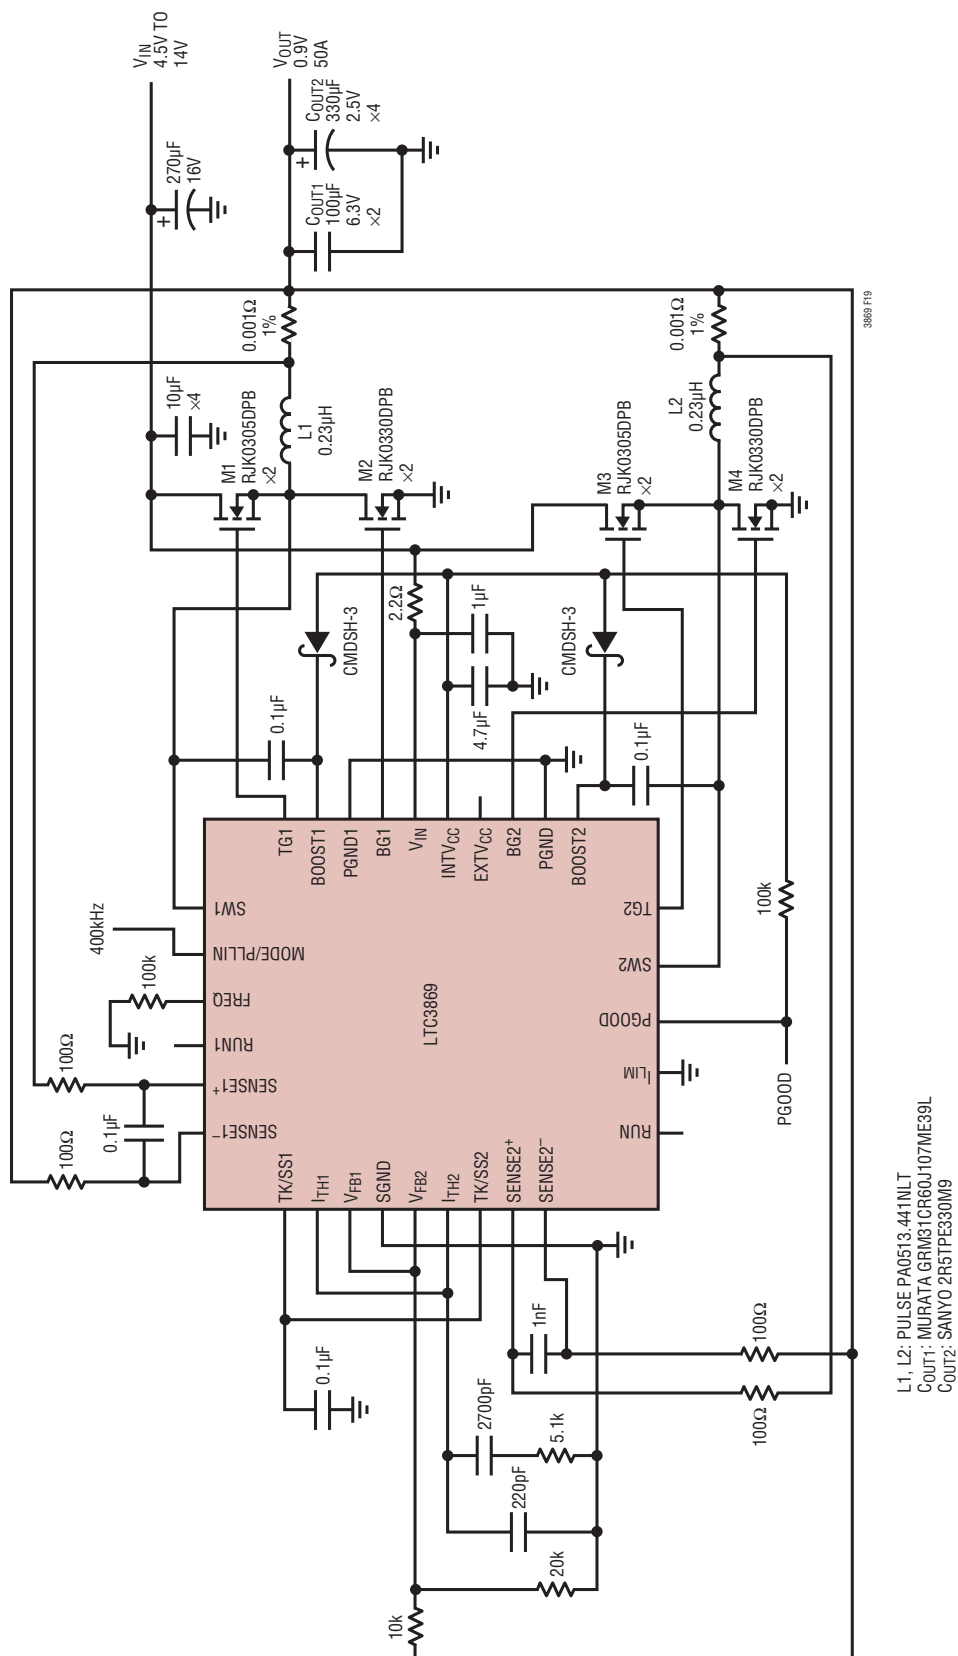 VIN
4.5V TO
14V
VOUT
0.9V
50A
270µF
16V
+
COUT2
330µF
2.5V
×4
+
COUT1
100µF
6.3V
×2
0.001Ω
1%
0.001Ω
1%
3869 F19
10µF
×4
M1
RJK0305DPB
×2
L1
0.23µH
M2
RJK0330DPB
×2
M3
RJK0305DPB
×2
L2
0.23µH
M4
RJK0330DPB
×2
2.2Ω
1µF
CMDSH-3
CMDSH-3
4.7µF
0.1µF
0.1µF
TG1
BOOST1
PGND1
BG1
VIN
INTVCC
EXTVCC
BG2
PGND
BOOST2
SW1
MODE/PLLIN
FREQ
RUN1
SENSE1+
SENSE1–
400kHz
100k
100Ω
100Ω
0.1µF
LTC3869
TG2
SW2
PGOOD
ILIM
RUN
100k
PGOOD
TK/SS1
ITH1
VFB1
SGND
VFB2
ITH2
TK/SS2
SENSE2+
SENSE2–
0.1µF
1nF
2700pF
5.1k
220pF
20k
10k
100Ω
100Ω
L1, L2: PULSE PA0513.441NLT
COUT1: MURATA GRM31CR60J107ME39L
COUT2: SANYO 2R5TPE330M9